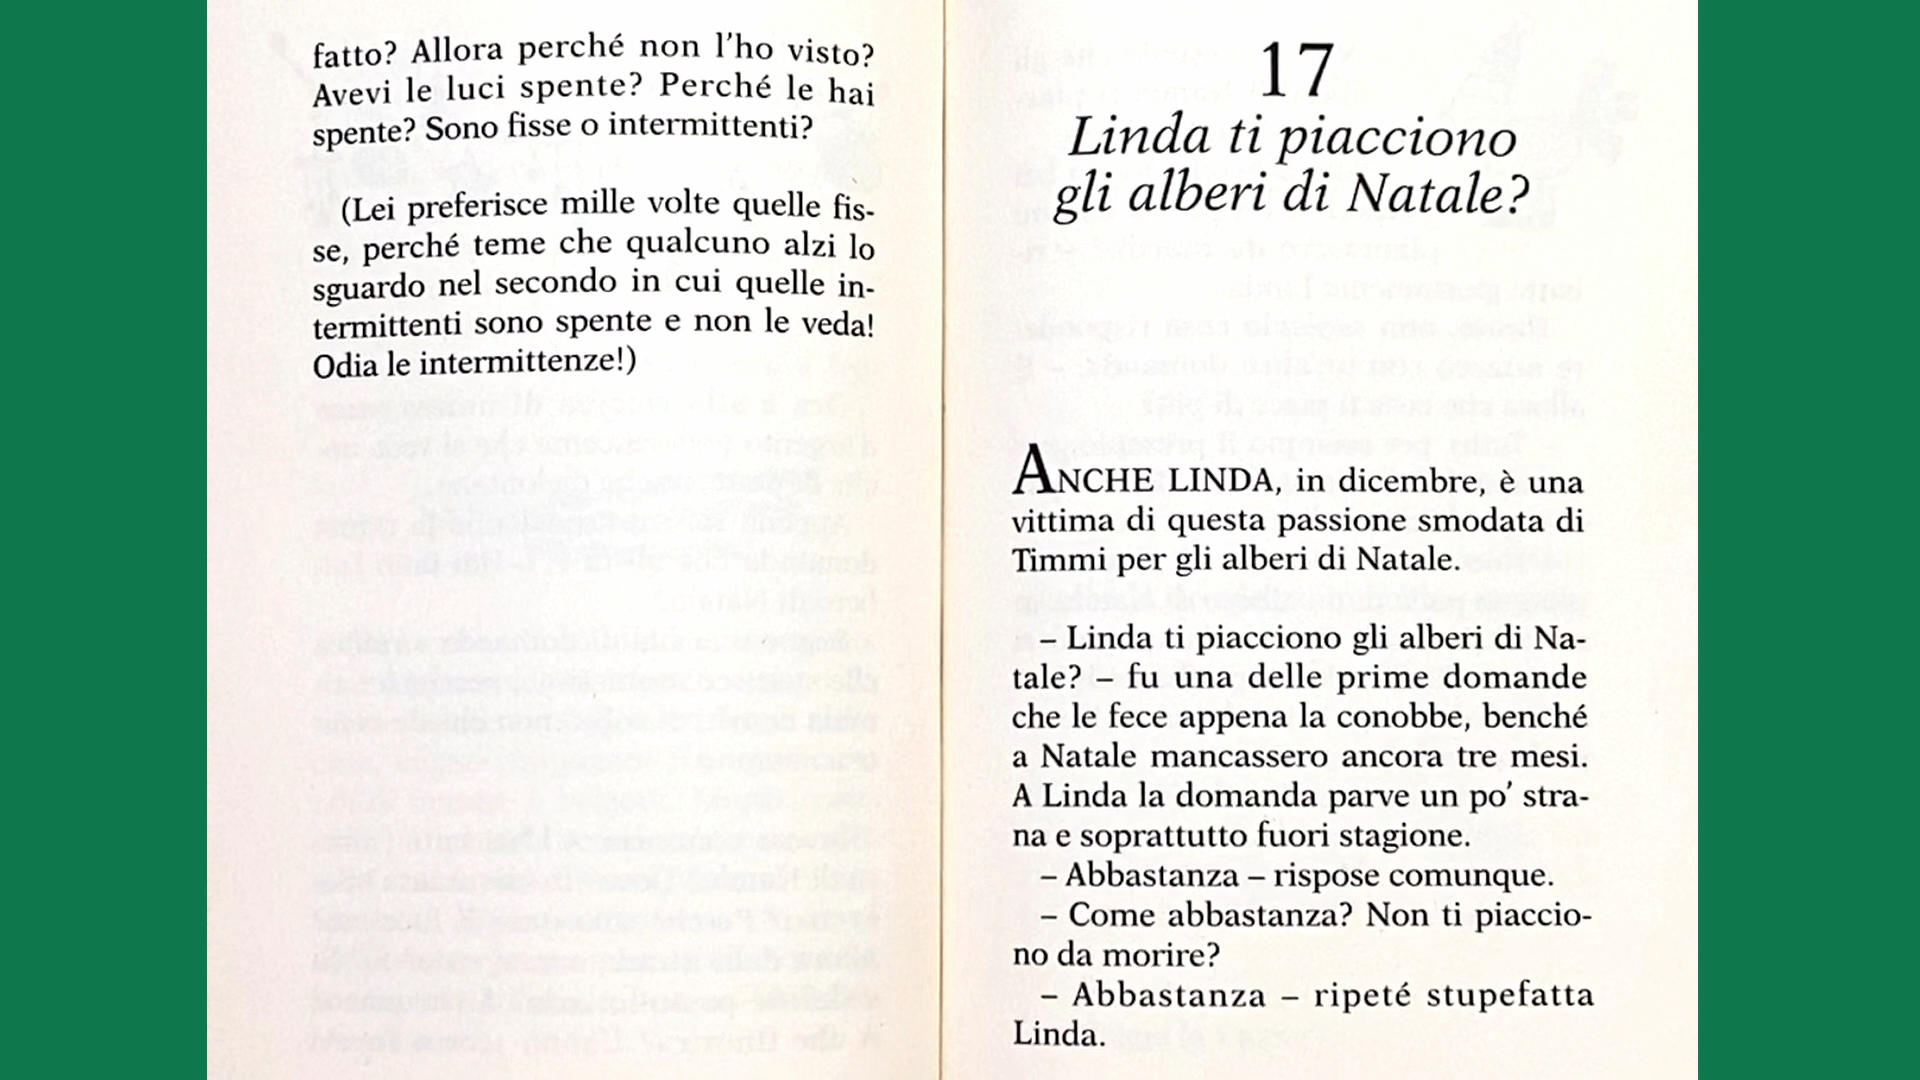 fatto? Allora perché non l'ho visto?
Avevi le luci spente? Perché le hai
spente? Sono fisse o intermittenti?
(Lei preferisce mille volte quelle fis-
se, perché teme che qualcuno alzi lo
sguardo nel secondo in cui quelle in-
termittenti sono spente e non le veda!
Odia le intermittenze!)
17
Linda ti piacciono
gli alberi di Natale?
ANCHE LINDA, in dicembre, è una
vittima di questa passione smodata di
Timmi per gli alberi di Natale.
– Linda ti piacciono gli alberi di Na-
tale? – fu una delle prime domande
che le fece appena la conobbe, benché
a Natale mancassero ancora tre mesi.
A Linda la domanda parve un po' stra-
na e soprattutto fuori stagione.
– Abbastanza – rispose comunque.
– Come abbastanza? Non ti piaccio-
no da morire?
– Abbastanza – ripeté stupefatta
Linda.